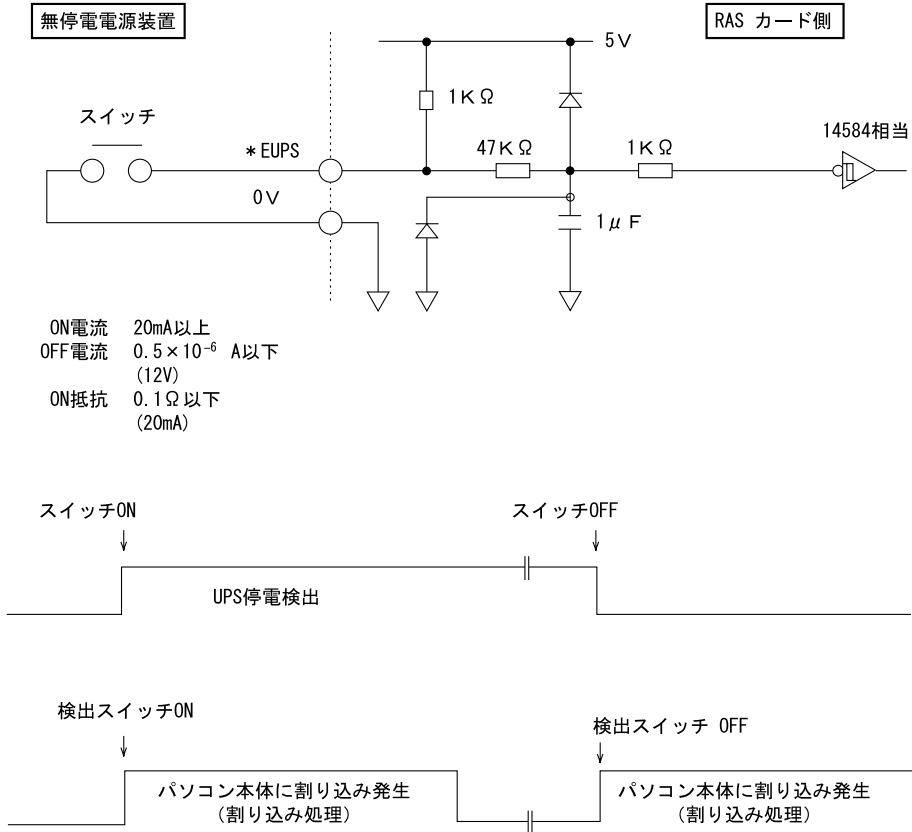 無停電電源装置
RAS カード側
5V
1KΩ
スイッチ
14584相当
*EUPS
47KΩ
1KΩ
0V
1μF
ON電流 20mA以上
OFF電流 0.5×10⁻⁶ A以下
(12V)
ON抵抗 0.1Ω以下
(20mA)
スイッチON
スイッチOFF
UPS停電検出
検出スイッチON
検出スイッチ OFF
パソコン本体に割り込み発生
(割り込み処理)
パソコン本体に割り込み発生
(割り込み処理)